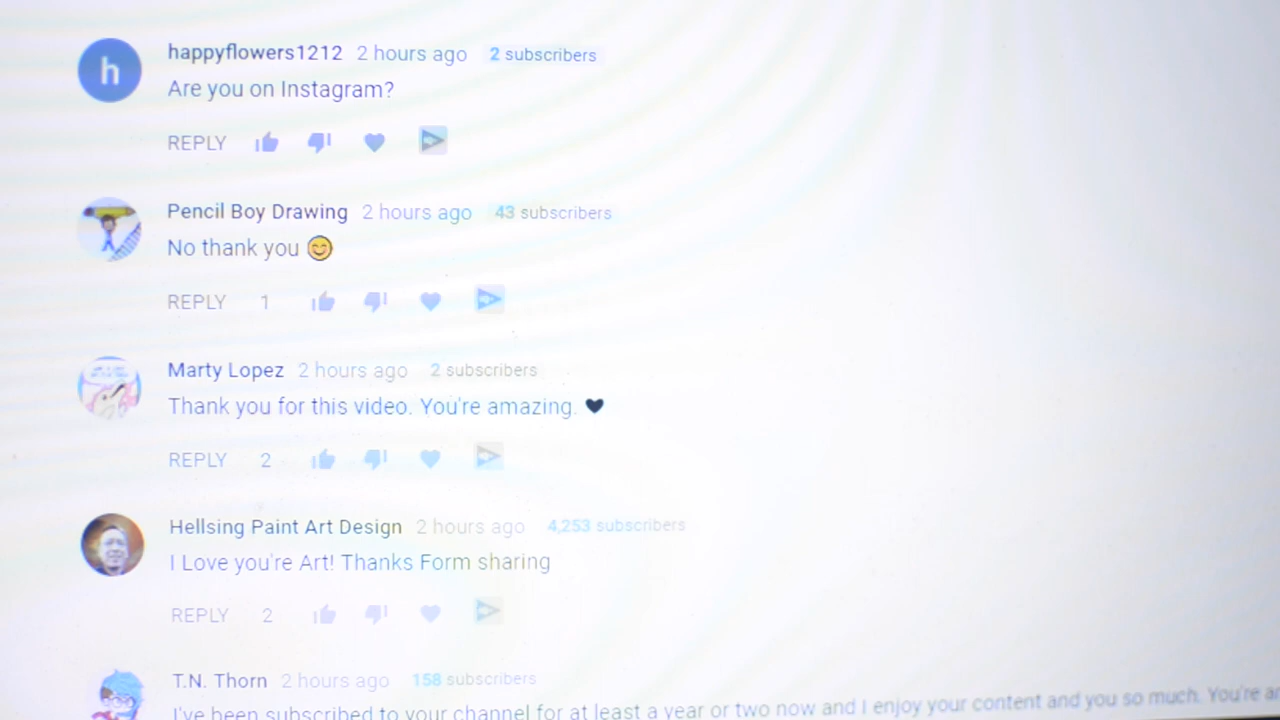 h
happyflowers1212 2 hours ago 2 subscribers
Are you on Instagram?
REPLY
Pencil Boy Drawing 2 hours ago 43 subscribers
No thank you 😊
REPLY 1
Marty Lopez 2 hours ago 2 subscribers
Thank you for this video. You're amazing. 🖤
REPLY 2
Hellsing Paint Art Design 2 hours ago 4,253 subscribers
I Love you're Art! Thanks Form sharing
REPLY 2
T.N. Thorn 2 hours ago 158 subscribers
I've been subscribed to your channel for at least a year or two now and I enjoy your content and you so much. You're